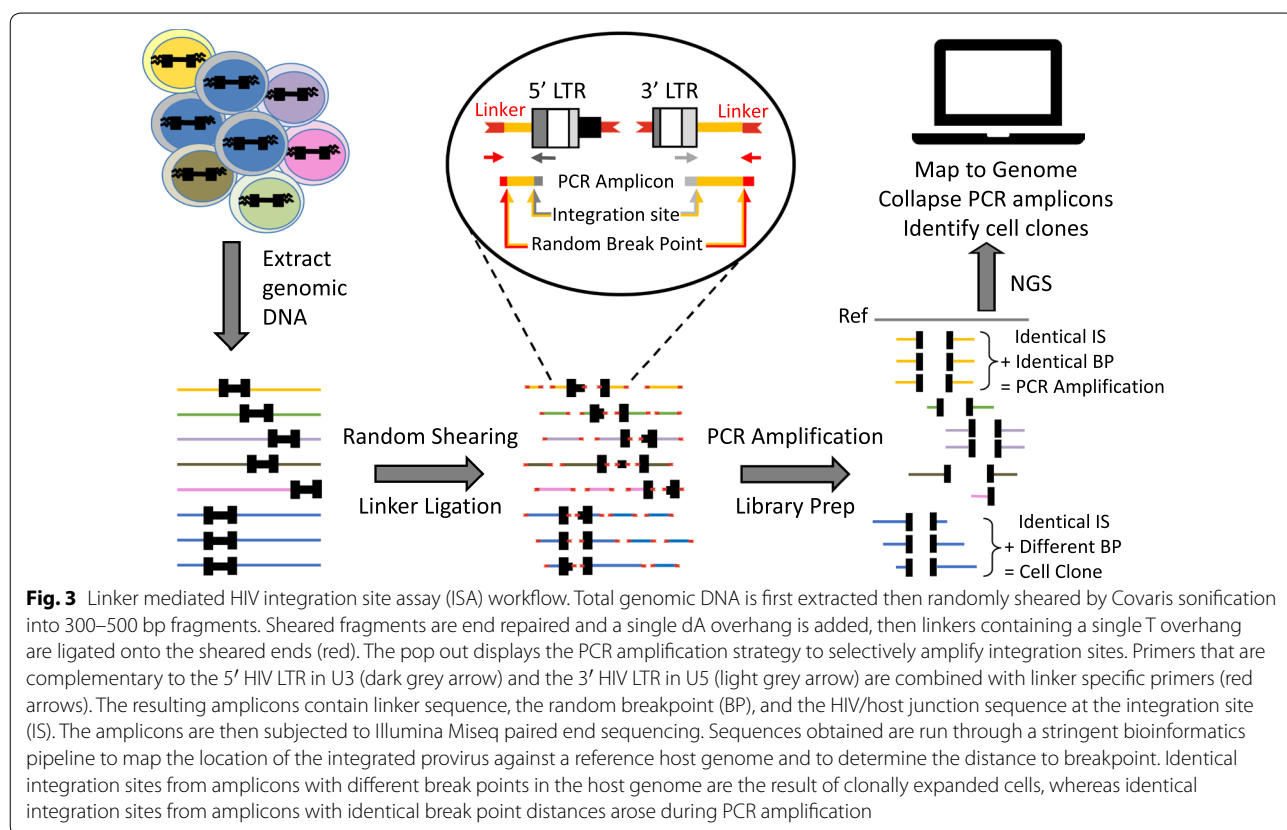 5′ LTR
3′ LTR
Linker
Linker
PCR Amplicon
Integration site
Random Break Point
Map to Genome
Collapse PCR amplicons
Identify cell clones
Extract
genomic
DNA
NGS
Ref
Identical IS
+ Identical BP
= PCR Amplification
Random Shearing
Linker Ligation
PCR Amplification
Library Prep
Identical IS
+ Different BP
= Cell Clone
Fig. 3 Linker mediated HIV integration site assay (ISA) workflow. Total genomic DNA is first extracted then randomly sheared by Covaris sonification
into 300–500 bp fragments. Sheared fragments are end repaired and a single dA overhang is added, then linkers containing a single T overhang
are ligated onto the sheared ends (red). The pop out displays the PCR amplification strategy to selectively amplify integration sites. Primers that are
complementary to the 5′ HIV LTR in U3 (dark grey arrow) and the 3′ HIV LTR in U5 (light grey arrow) are combined with linker specific primers (red
arrows). The resulting amplicons contain linker sequence, the random breakpoint (BP), and the HIV/host junction sequence at the integration site
(IS). The amplicons are then subjected to Illumina Miseq paired end sequencing. Sequences obtained are run through a stringent bioinformatics
pipeline to map the location of the integrated provirus against a reference host genome and to determine the distance to breakpoint. Identical
integration sites from amplicons with different break points in the host genome are the result of clonally expanded cells, whereas identical
integration sites from amplicons with identical break point distances arose during PCR amplification